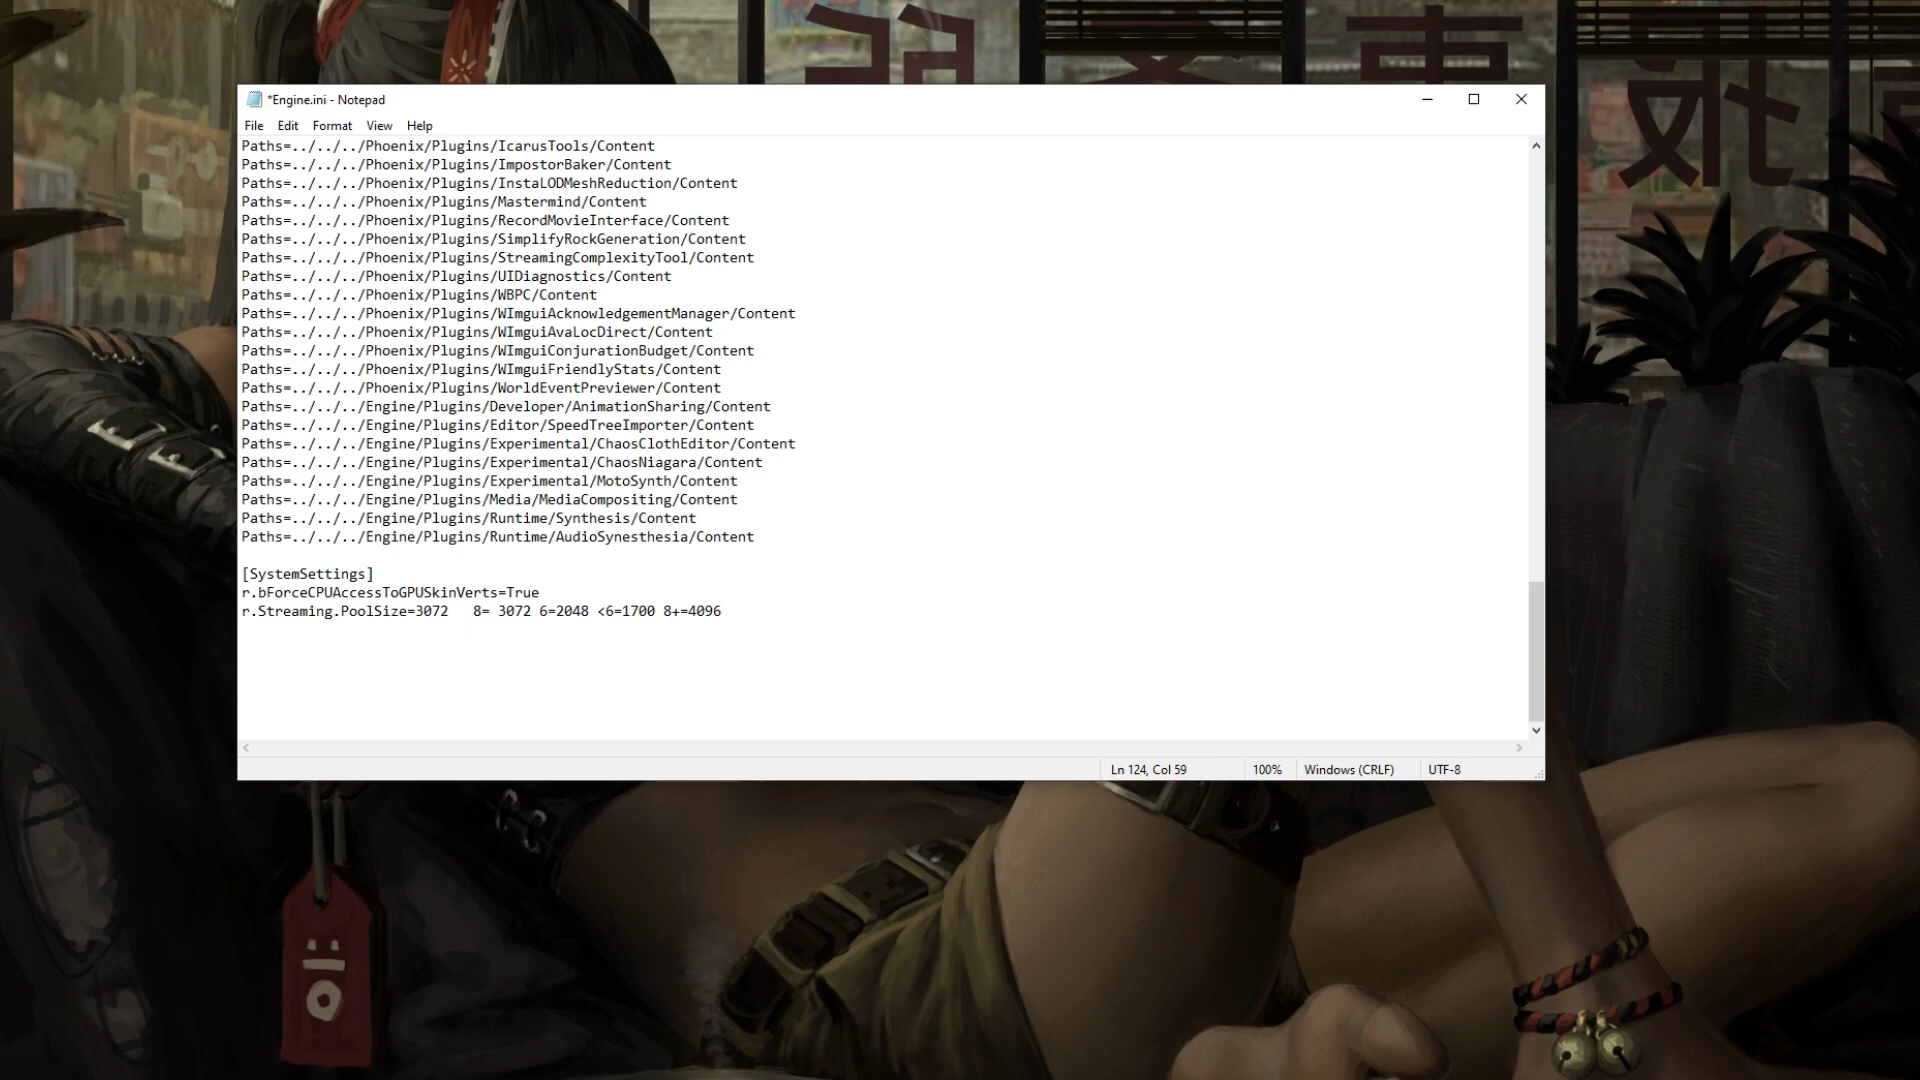 *Engine.ini - Notepad
File Edit Format View Help
Paths=../../../Phoenix/Plugins/IcarusTools/Content
Paths=../../../Phoenix/Plugins/ImpostorBaker/Content
Paths=../../../Phoenix/Plugins/InstaLODMeshReduction/Content
Paths=../../../Phoenix/Plugins/Mastermind/Content
Paths=../../../Phoenix/Plugins/RecordMovieInterface/Content
Paths=../../../Phoenix/Plugins/SimplifyRockGeneration/Content
Paths=../../../Phoenix/Plugins/StreamingComplexityTool/Content
Paths=../../../Phoenix/Plugins/UIDiagnostics/Content
Paths=../../../Phoenix/Plugins/WBPC/Content
Paths=../../../Phoenix/Plugins/WImguiAcknowledgementManager/Content
Paths=../../../Phoenix/Plugins/WImguiAvaLocDirect/Content
Paths=../../../Phoenix/Plugins/WImguiConjurationBudget/Content
Paths=../../../Phoenix/Plugins/WImguiFriendlyStats/Content
Paths=../../../Phoenix/Plugins/WorldEventPreviewer/Content
Paths=../../../Engine/Plugins/Developer/AnimationSharing/Content
Paths=../../../Engine/Plugins/Editor/SpeedTreeImporter/Content
Paths=../../../Engine/Plugins/Experimental/ChaosClothEditor/Content
Paths=../../../Engine/Plugins/Experimental/ChaosNiagara/Content
Paths=../../../Engine/Plugins/Experimental/MotoSynth/Content
Paths=../../../Engine/Plugins/Media/MediaCompositing/Content
Paths=../../../Engine/Plugins/Runtime/Synthesis/Content
Paths=../../../Engine/Plugins/Runtime/AudioSynesthesia/Content
[SystemSettings]
r.bForceCPUAccessToGPUSkinVerts=True
r.Streaming.PoolSize=3072   8= 3072 6=2048 <6=1700 8+=4096
Ln 124, Col 59 100% Windows (CRLF) UTF-8